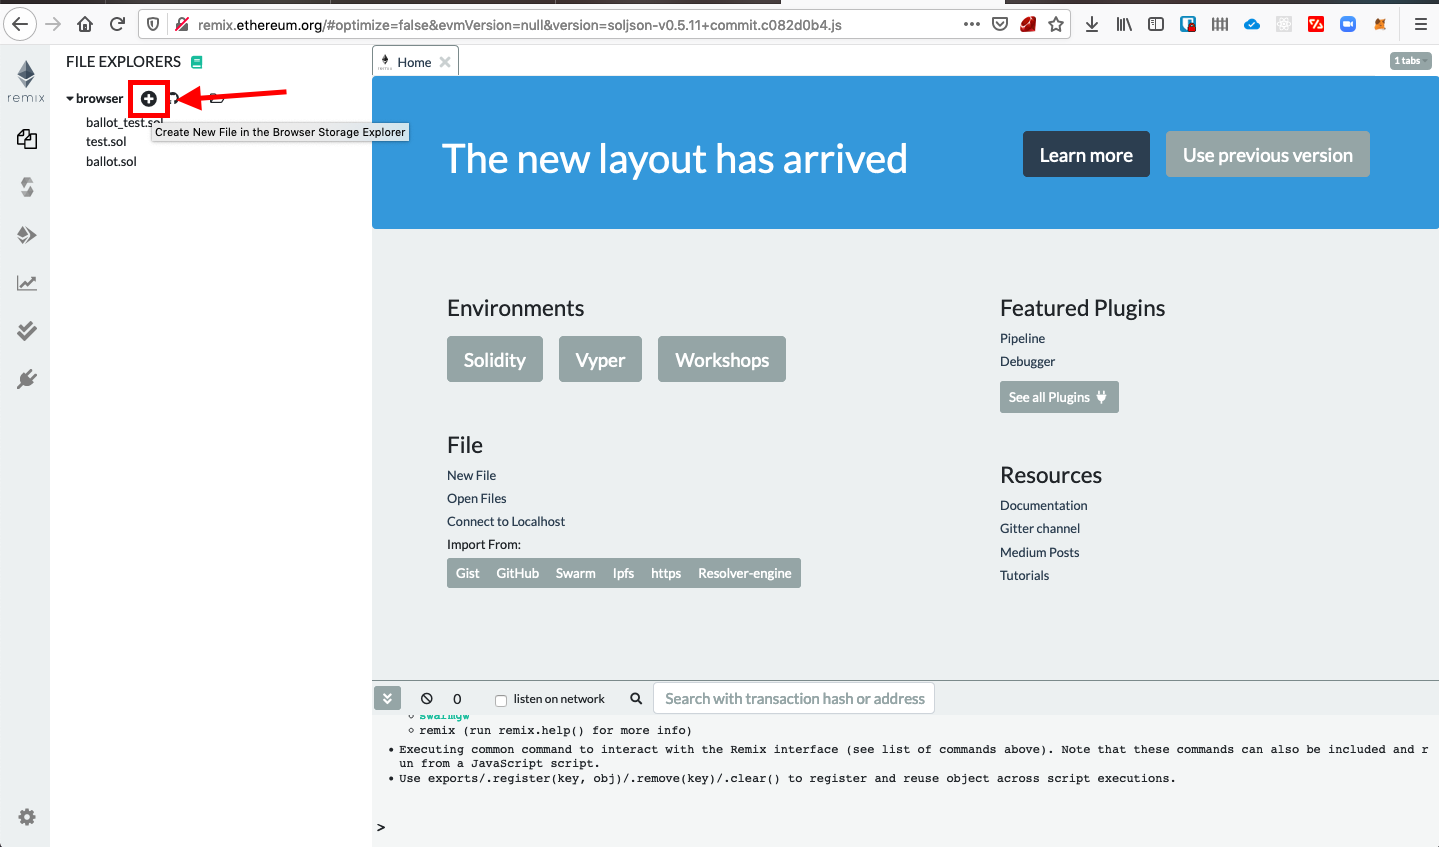 remix.ethereum.org/#optimize=false&evmVersion=null&version=soljson-v0.5.11+commit.c082d0b4.js
remix
FILE EXPLORERS
browser
ballot_test.sol
Create New File in the Browser Storage Explorer
test.sol
ballot.sol
Home
1 tabs
The new layout has arrived
Learn more
Use previous version
Environments
Solidity
Vyper
Workshops
File
New File
Open Files
Connect to Localhost
Import From:
Gist
GitHub
Swarm
Ipfs
https
Resolver-engine
Featured Plugins
Pipeline
Debugger
See all Plugins
Resources
Documentation
Gitter channel
Medium Posts
Tutorials
0
listen on network
Search with transaction hash or address
swarmgw
remix (run remix.help() for more info)
Executing common command to interact with the Remix interface (see list of commands above). Note that these commands can also be included and r
un from a JavaScript script.
Use exports/.register(key, obj)/.remove(key)/.clear() to register and reuse object across script executions.
>